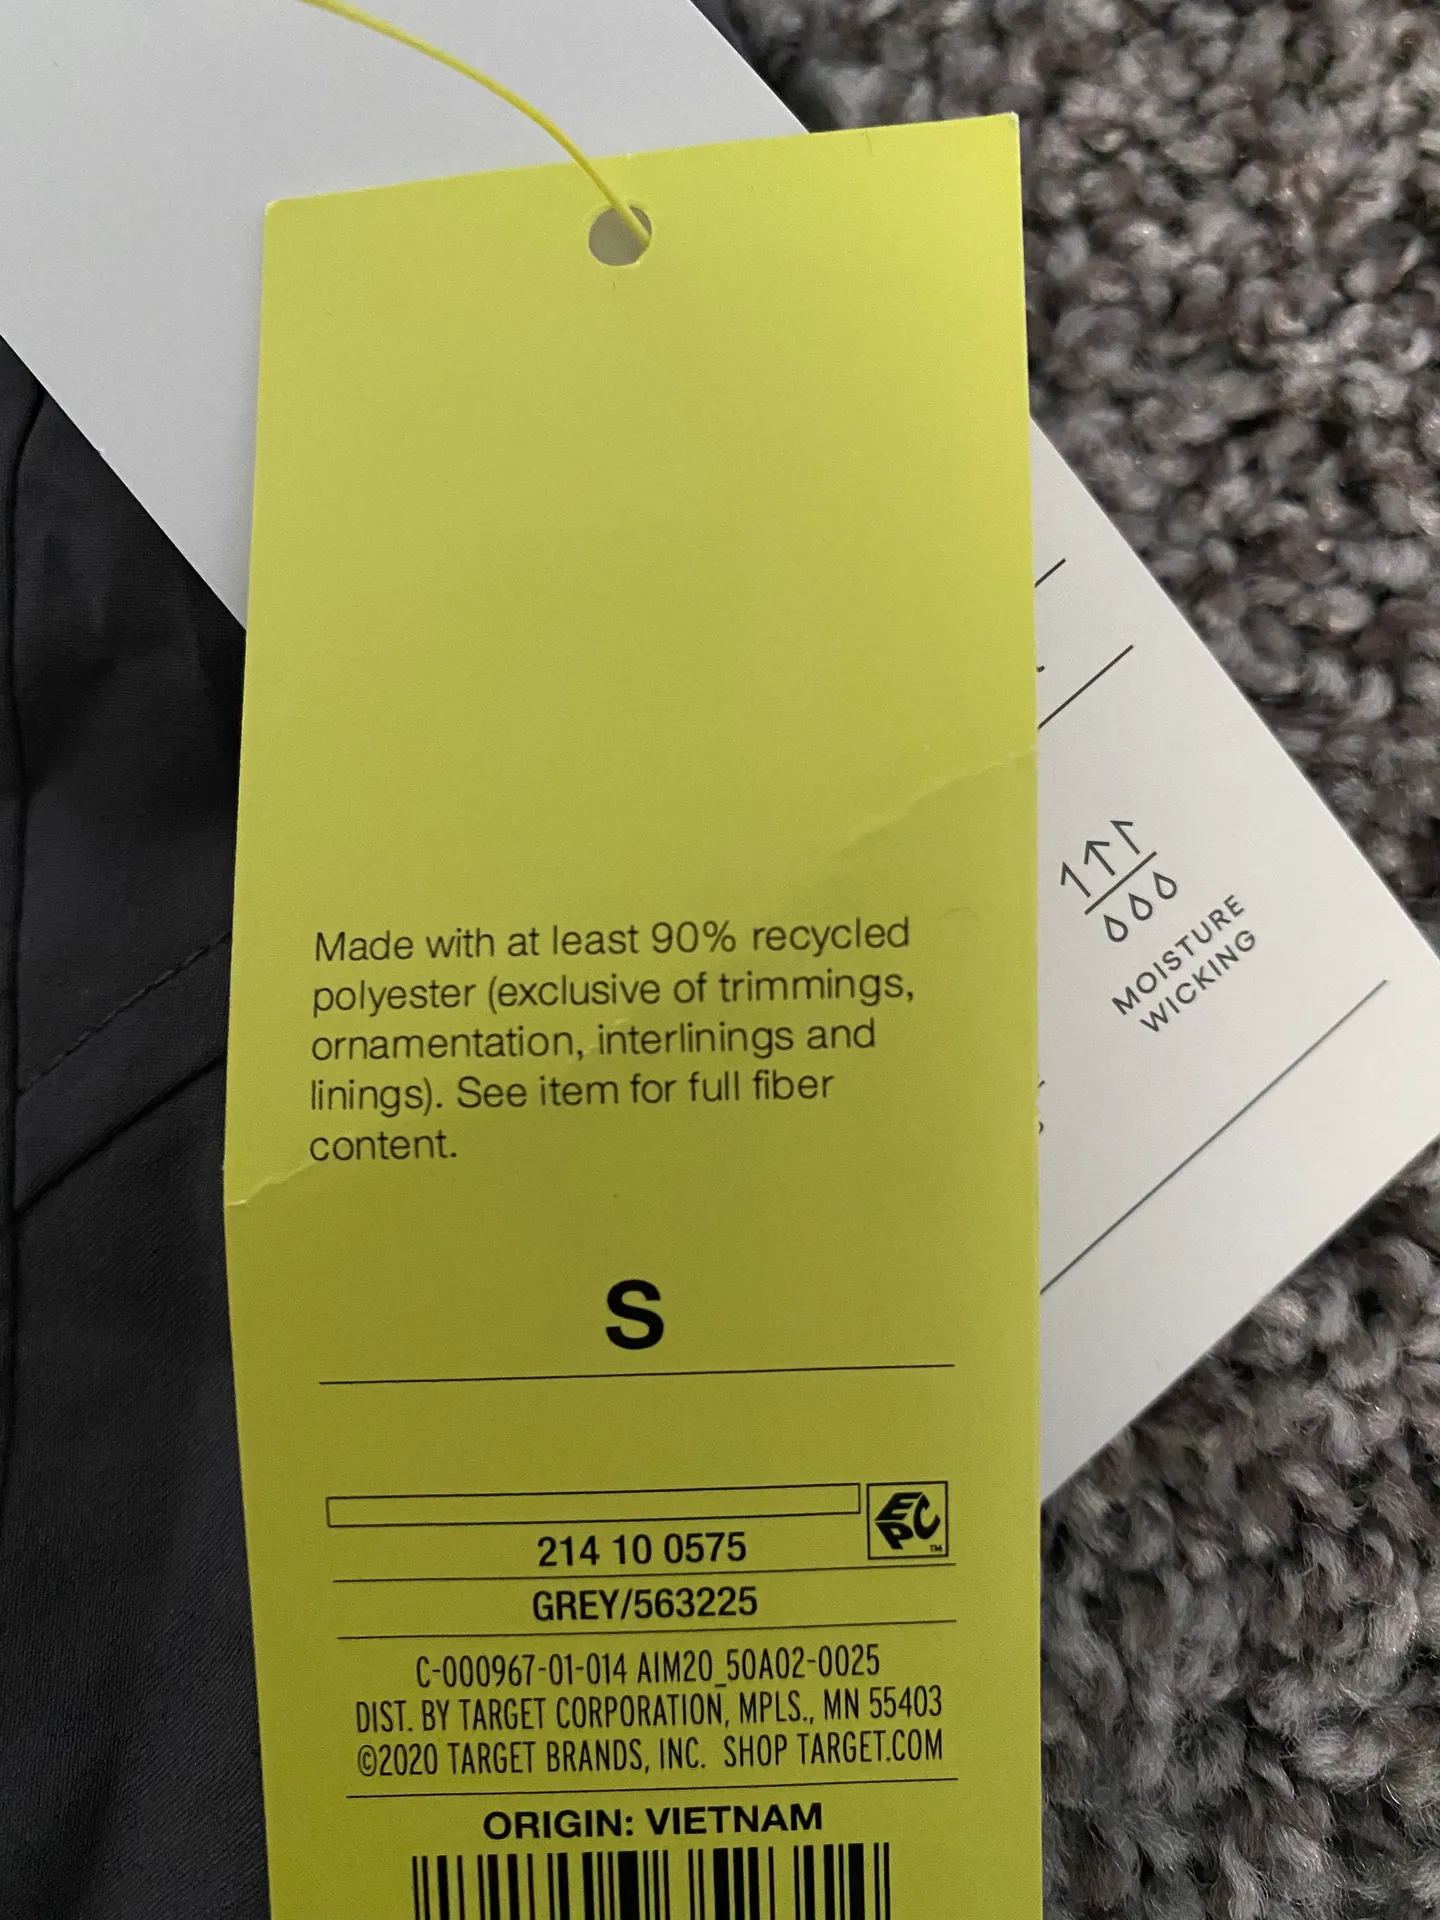 Made with at least 90% recycled
polyester (exclusive of trimmings,
ornamentation, interlinings and
linings). See item for full fiber
content.
S
EPC™
214 10 0575
GREY/563225
C-000967-01-014 AIM20_50A02-0025
DIST. BY TARGET CORPORATION, MPLS., MN 55403
©2020 TARGET BRANDS, INC. SHOP TARGET.COM
ORIGIN: VIETNAM
MOISTURE
WICKING